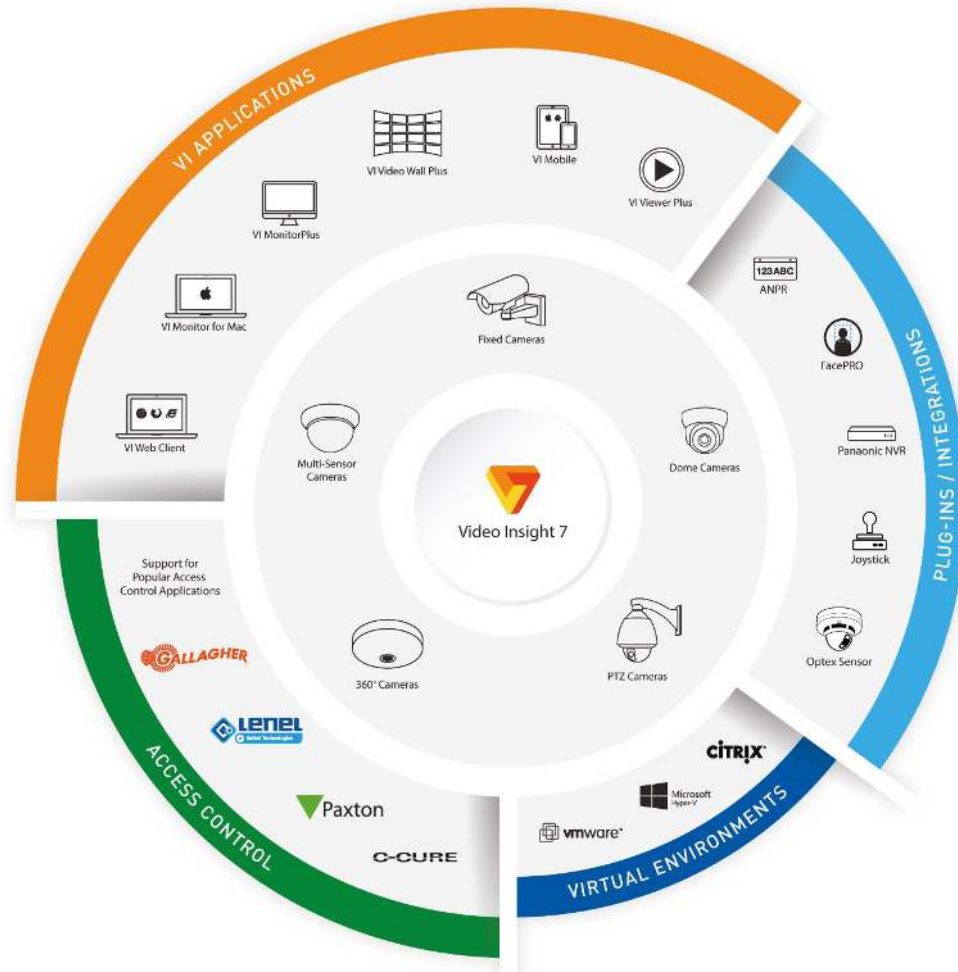 VI APPLICATIONS
VI Video Wall Plus
VI Mobile
VI Viewer Plus
VI MonitorPlus
VI Monitor for Mac
VI Web Client
PLUG-INS / INTEGRATIONS
123ABC
ANPR
FacePRO
Panaonic NVR
Joystick
Optex Sensor
Fixed Cameras
Multi-Sensor
Cameras
Dome Cameras
Video Insight 7
360° Cameras
PTZ Cameras
ACCESS CONTROL
Support for
Popular Access
Control Applications
GALLAGHER
LENEL
United Technologies
Paxton
C-CURE
VIRTUAL ENVIRONMENTS
CITRIX
Microsoft
Hyper-V
vmware